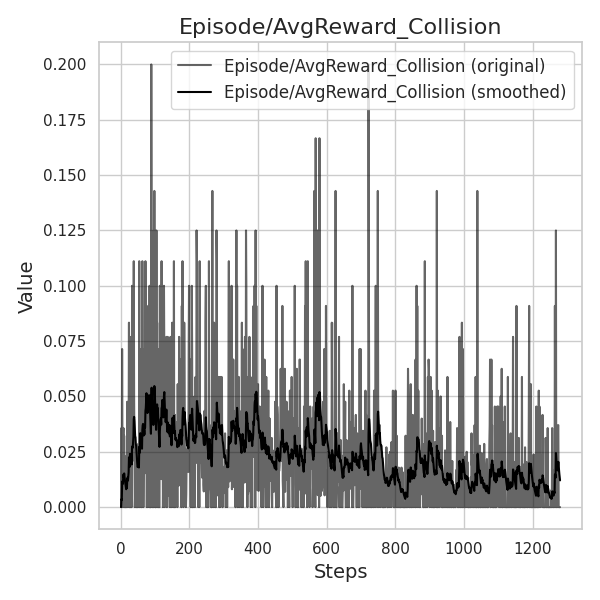 Episode/AvgReward_Collision
Episode/AvgReward_Collision (original)
Episode/AvgReward_Collision (smoothed)
0.200
0.175
0.150
0.125
0.100
0.075
0.050
0.025
0.000
Value
0 200 400 600 800 1000 1200
Steps